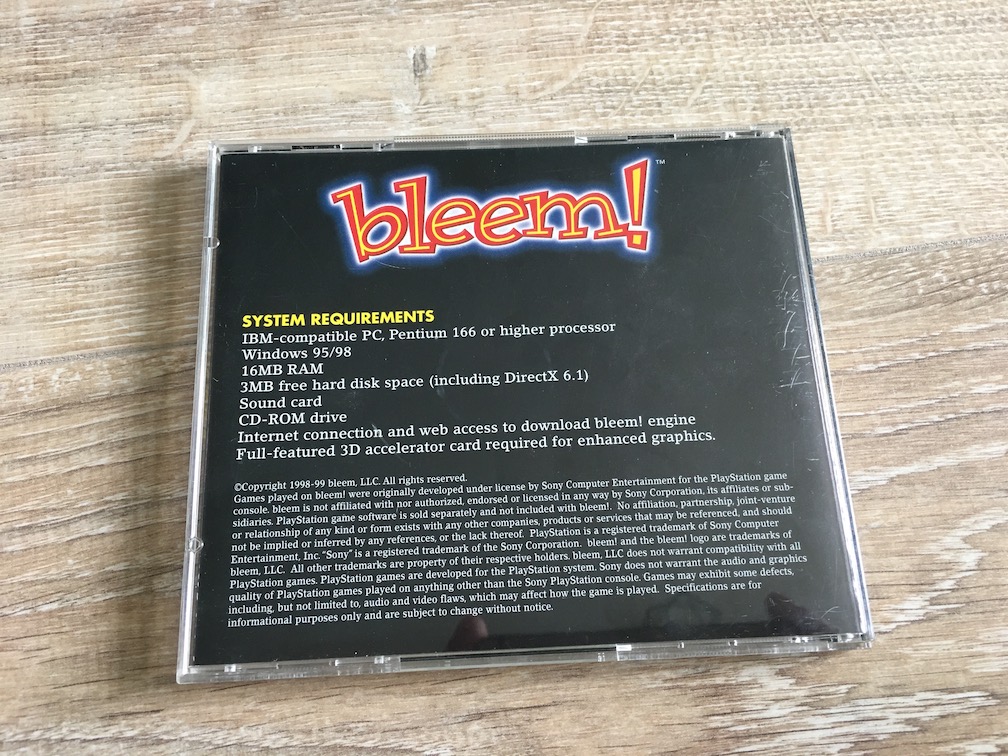 bleem!™
SYSTEM REQUIREMENTS
IBM-compatible PC, Pentium 166 or higher processor
Windows 95/98
16MB RAM
3MB free hard disk space (including DirectX 6.1)
Sound card
CD-ROM drive
Internet connection and web access to download bleem! engine
Full-featured 3D accelerator card required for enhanced graphics.
©Copyright 1998-99 bleem, LLC. All rights reserved.
Games played on bleem! were originally developed under license by Sony Computer Entertainment for the PlayStation game
console. bleem is not affiliated with nor authorized, endorsed or licensed in any way by Sony Corporation, its affiliates or sub-
sidiaries. PlayStation game software is sold separately and not included with bleem!. No affiliation, partnership, joint-venture
or relationship of any kind or form exists with any other companies, products or services that may be referenced, and should
not be implied or inferred by any references, or the lack thereof. PlayStation is a registered trademark of Sony Computer
Entertainment, Inc. "Sony" is a registered trademark of the Sony Corporation. bleem! and the bleem! logo are trademarks of
bleem, LLC. All other trademarks are property of their respective holders. bleem, LLC does not warrant compatibility with all
PlayStation games. PlayStation games are developed for the PlayStation system. Sony does not warrant the audio and graphics
quality of PlayStation games played on anything other than the Sony PlayStation console. Games may exhibit some defects,
including, but not limited to, audio and video flaws, which may affect how the game is played. Specifications are for
informational purposes only and are subject to change without notice.